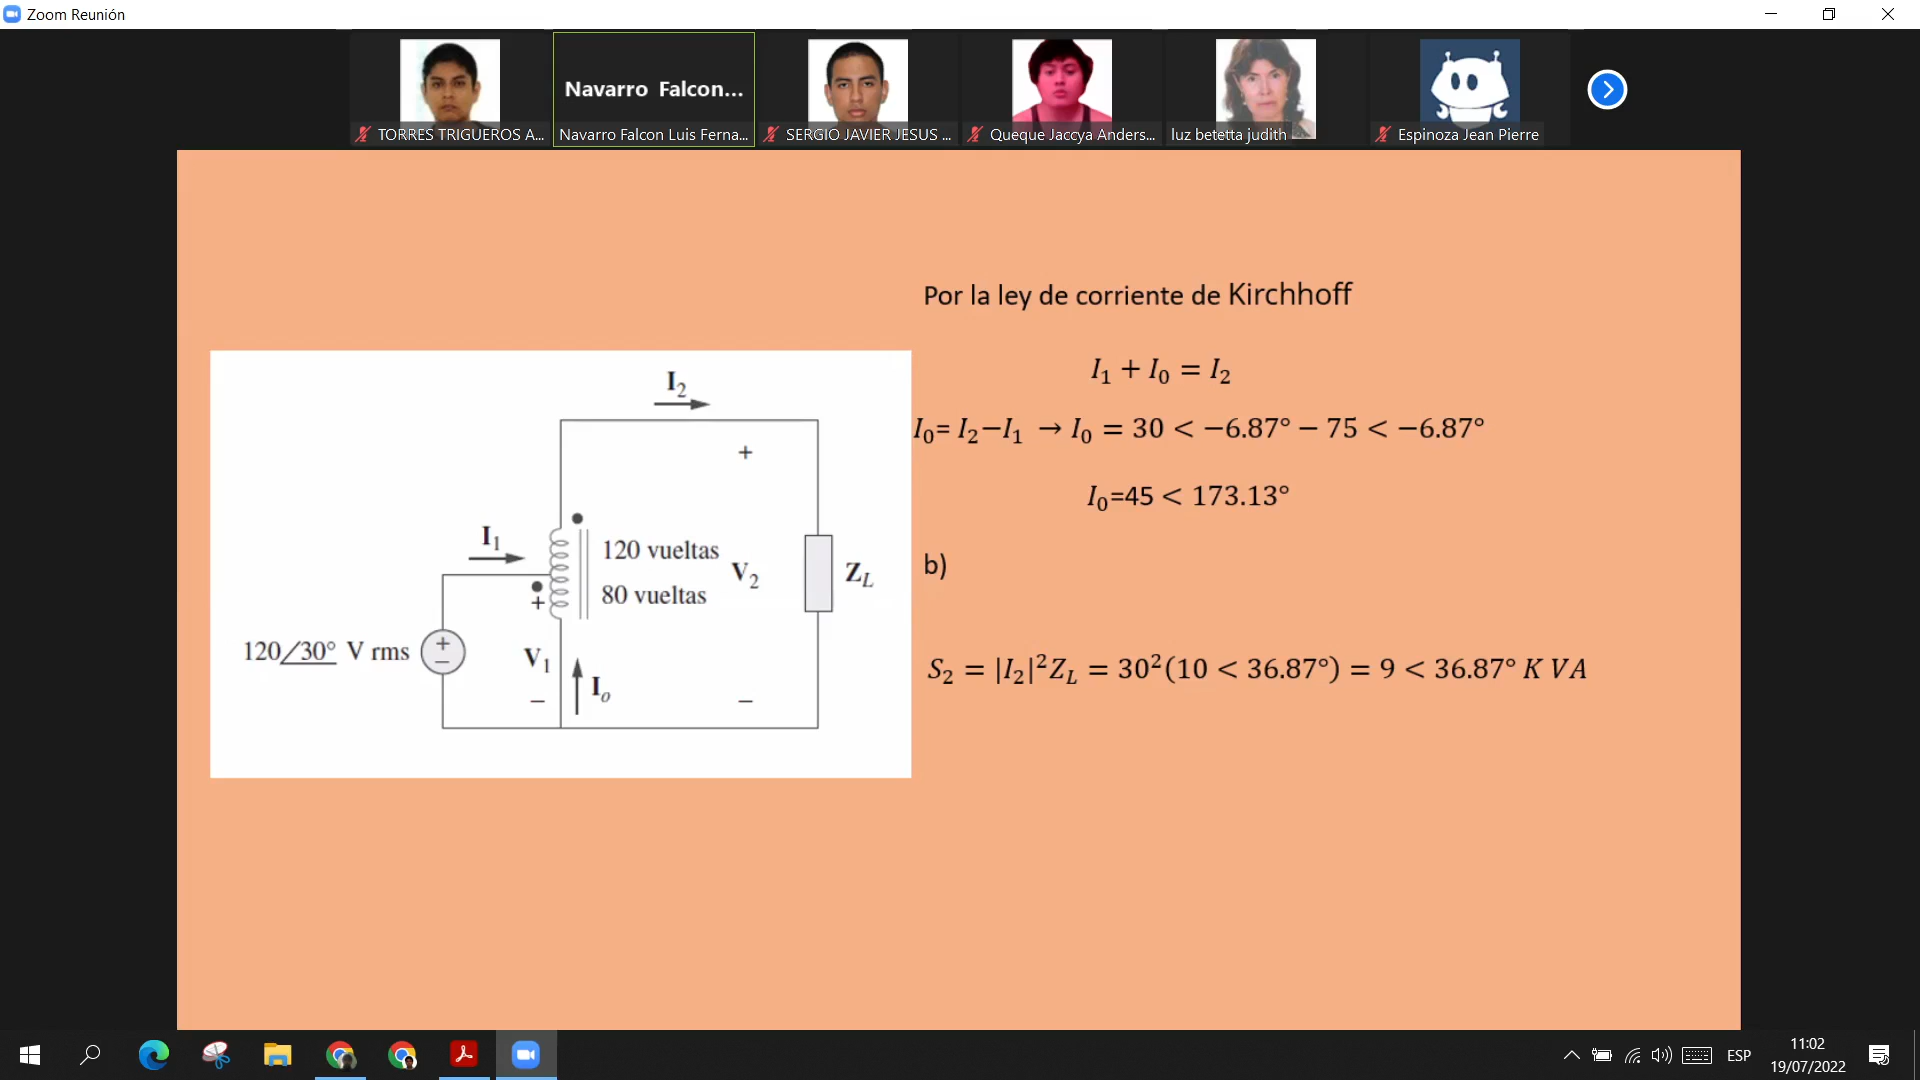 Zoom Reunión
Navarro Falcon...
TORRES TRIGUEROS A...
Navarro Falcon Luis Ferna...
SERGIO JAVIER JESUS ...
Queque Jaccya Anders...
luz betetta judith
Espinoza Jean Pierre
Por la ley de corriente de Kirchhoff
I₁ + I₀ = I₂
I₀= I₂−I₁ → I₀ = 30 < −6.87° − 75 < −6.87°
I₀=45 < 173.13°
b)
S₂ = |I₂|²Z_L = 30²(10 < 36.87°) = 9 < 36.87° K VA
I₂
+
I₁
120 vueltas
V₂
Z_L
80 vueltas
+
120∠30° V rms
+
−
V₁
Iₒ
−
−
ESP
11:02
19/07/2022